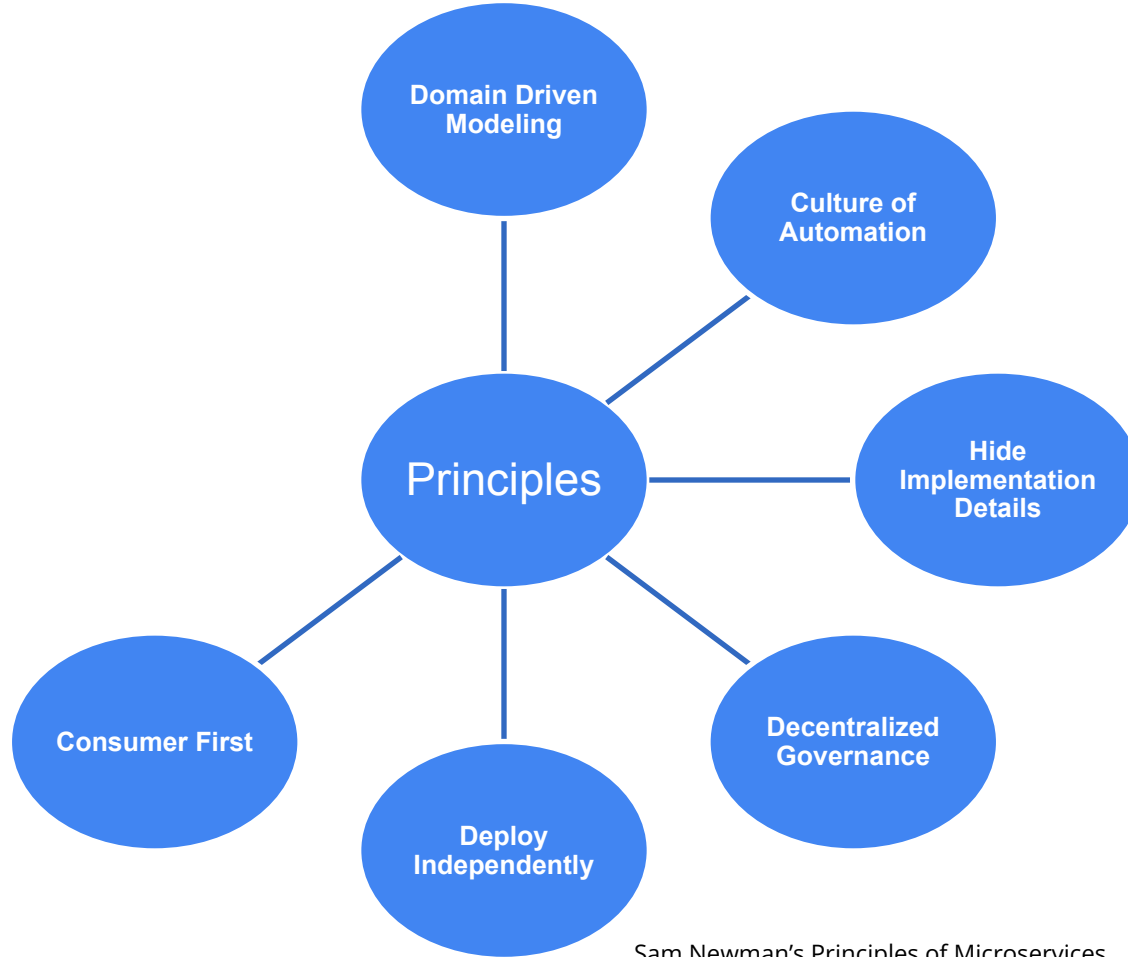 Domain Driven
Modeling
Culture of
Automation
Hide
Implementation
Details
Principles
Decentralized
Governance
Consumer First
Deploy
Independently
Sam Newman's Principles of Microservices